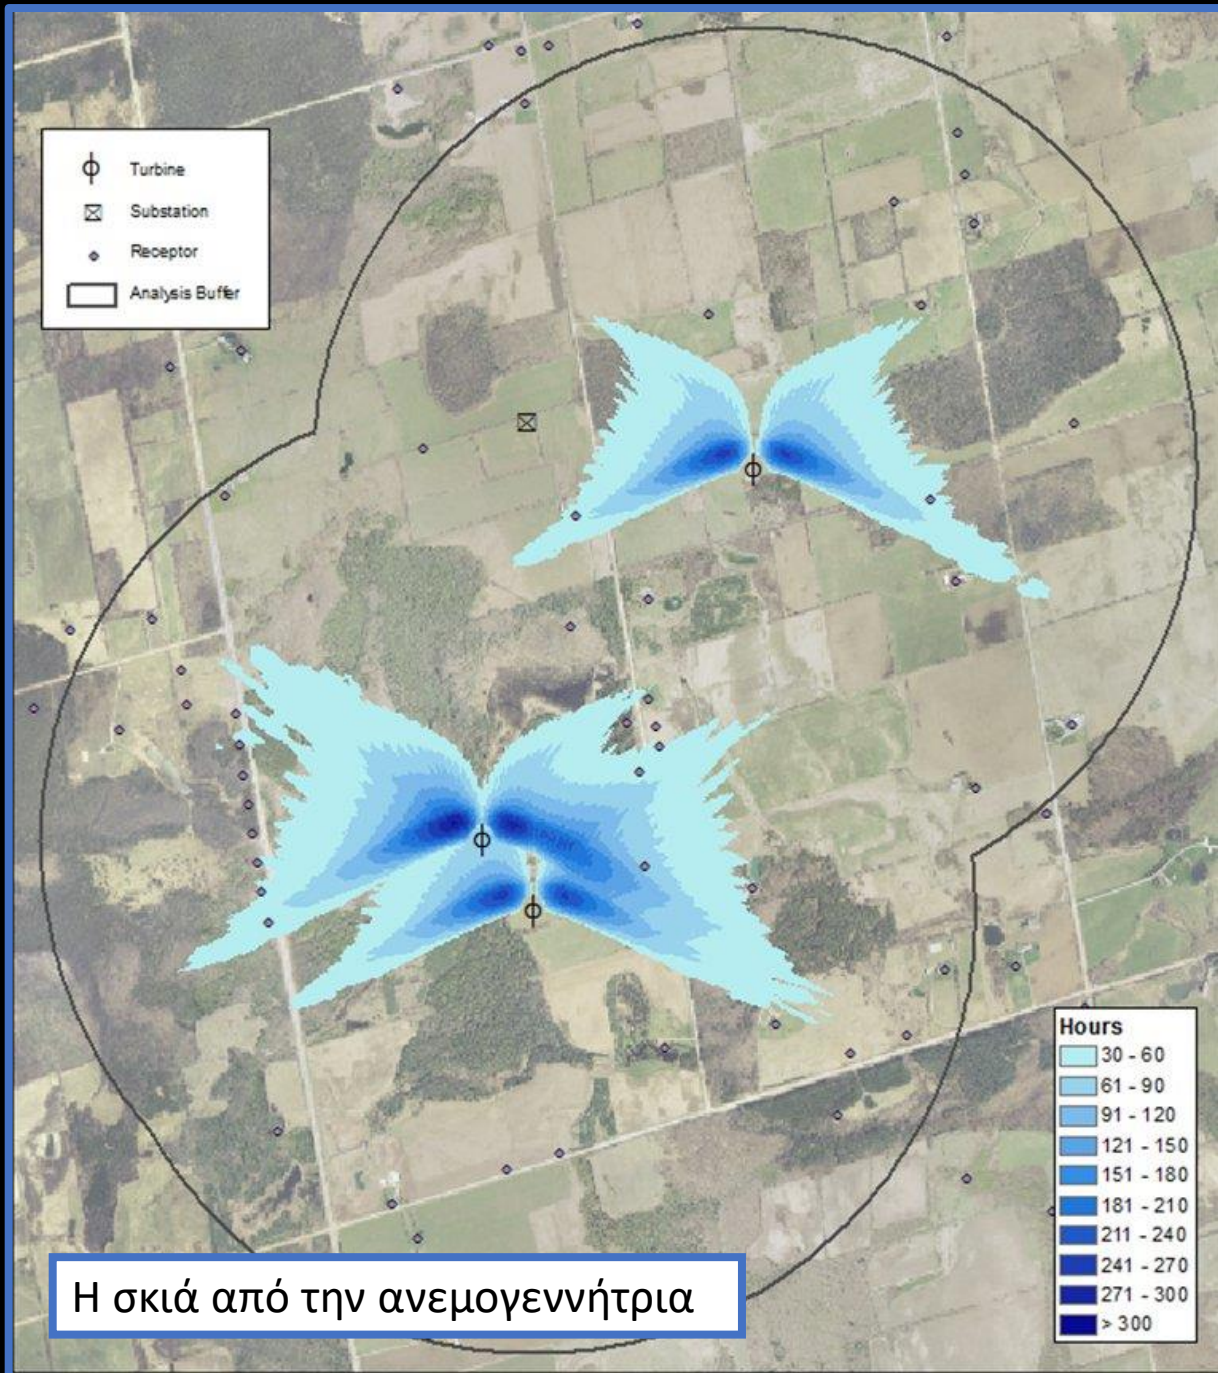 Turbine
Substation
Receptor
Analysis Buffer
Hours
30 - 60
61 - 90
91 - 120
121 - 150
151 - 180
181 - 210
211 - 240
241 - 270
271 - 300
> 300
Η σκιά από την ανεμογεννήτρια